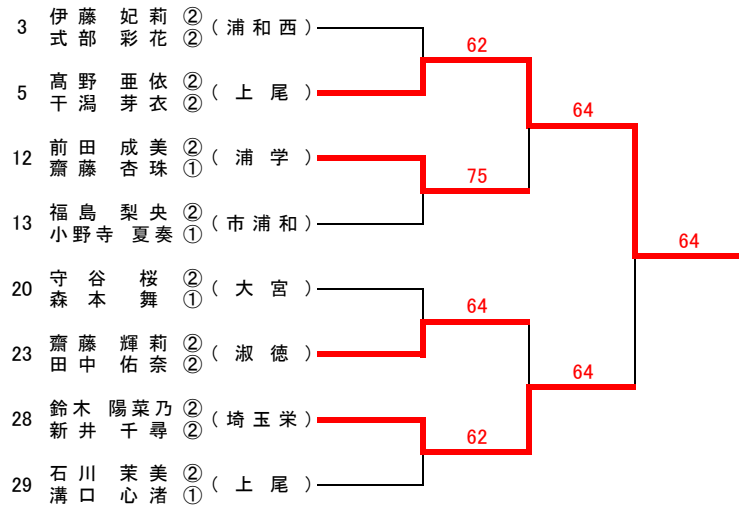 3 伊藤 妃莉 ② (浦和西)
式部 彩花 ②
62
5 髙野 亜依 ② (上尾)
干潟 芽衣 ②
64
12 前田 成美 ② (浦学)
齋藤 杏珠 ①
75
13 福島 梨央 ② (市浦和)
小野寺 夏奏 ①
64
20 守谷 桜 ② (大宮)
森本 舞 ①
64
23 齋藤 輝莉 ② (淑徳)
田中 佑奈 ②
64
28 鈴木 陽菜乃 ② (埼玉栄)
新井 千尋 ②
62
29 石川 茉美 ② (上尾)
溝口 心渚 ①